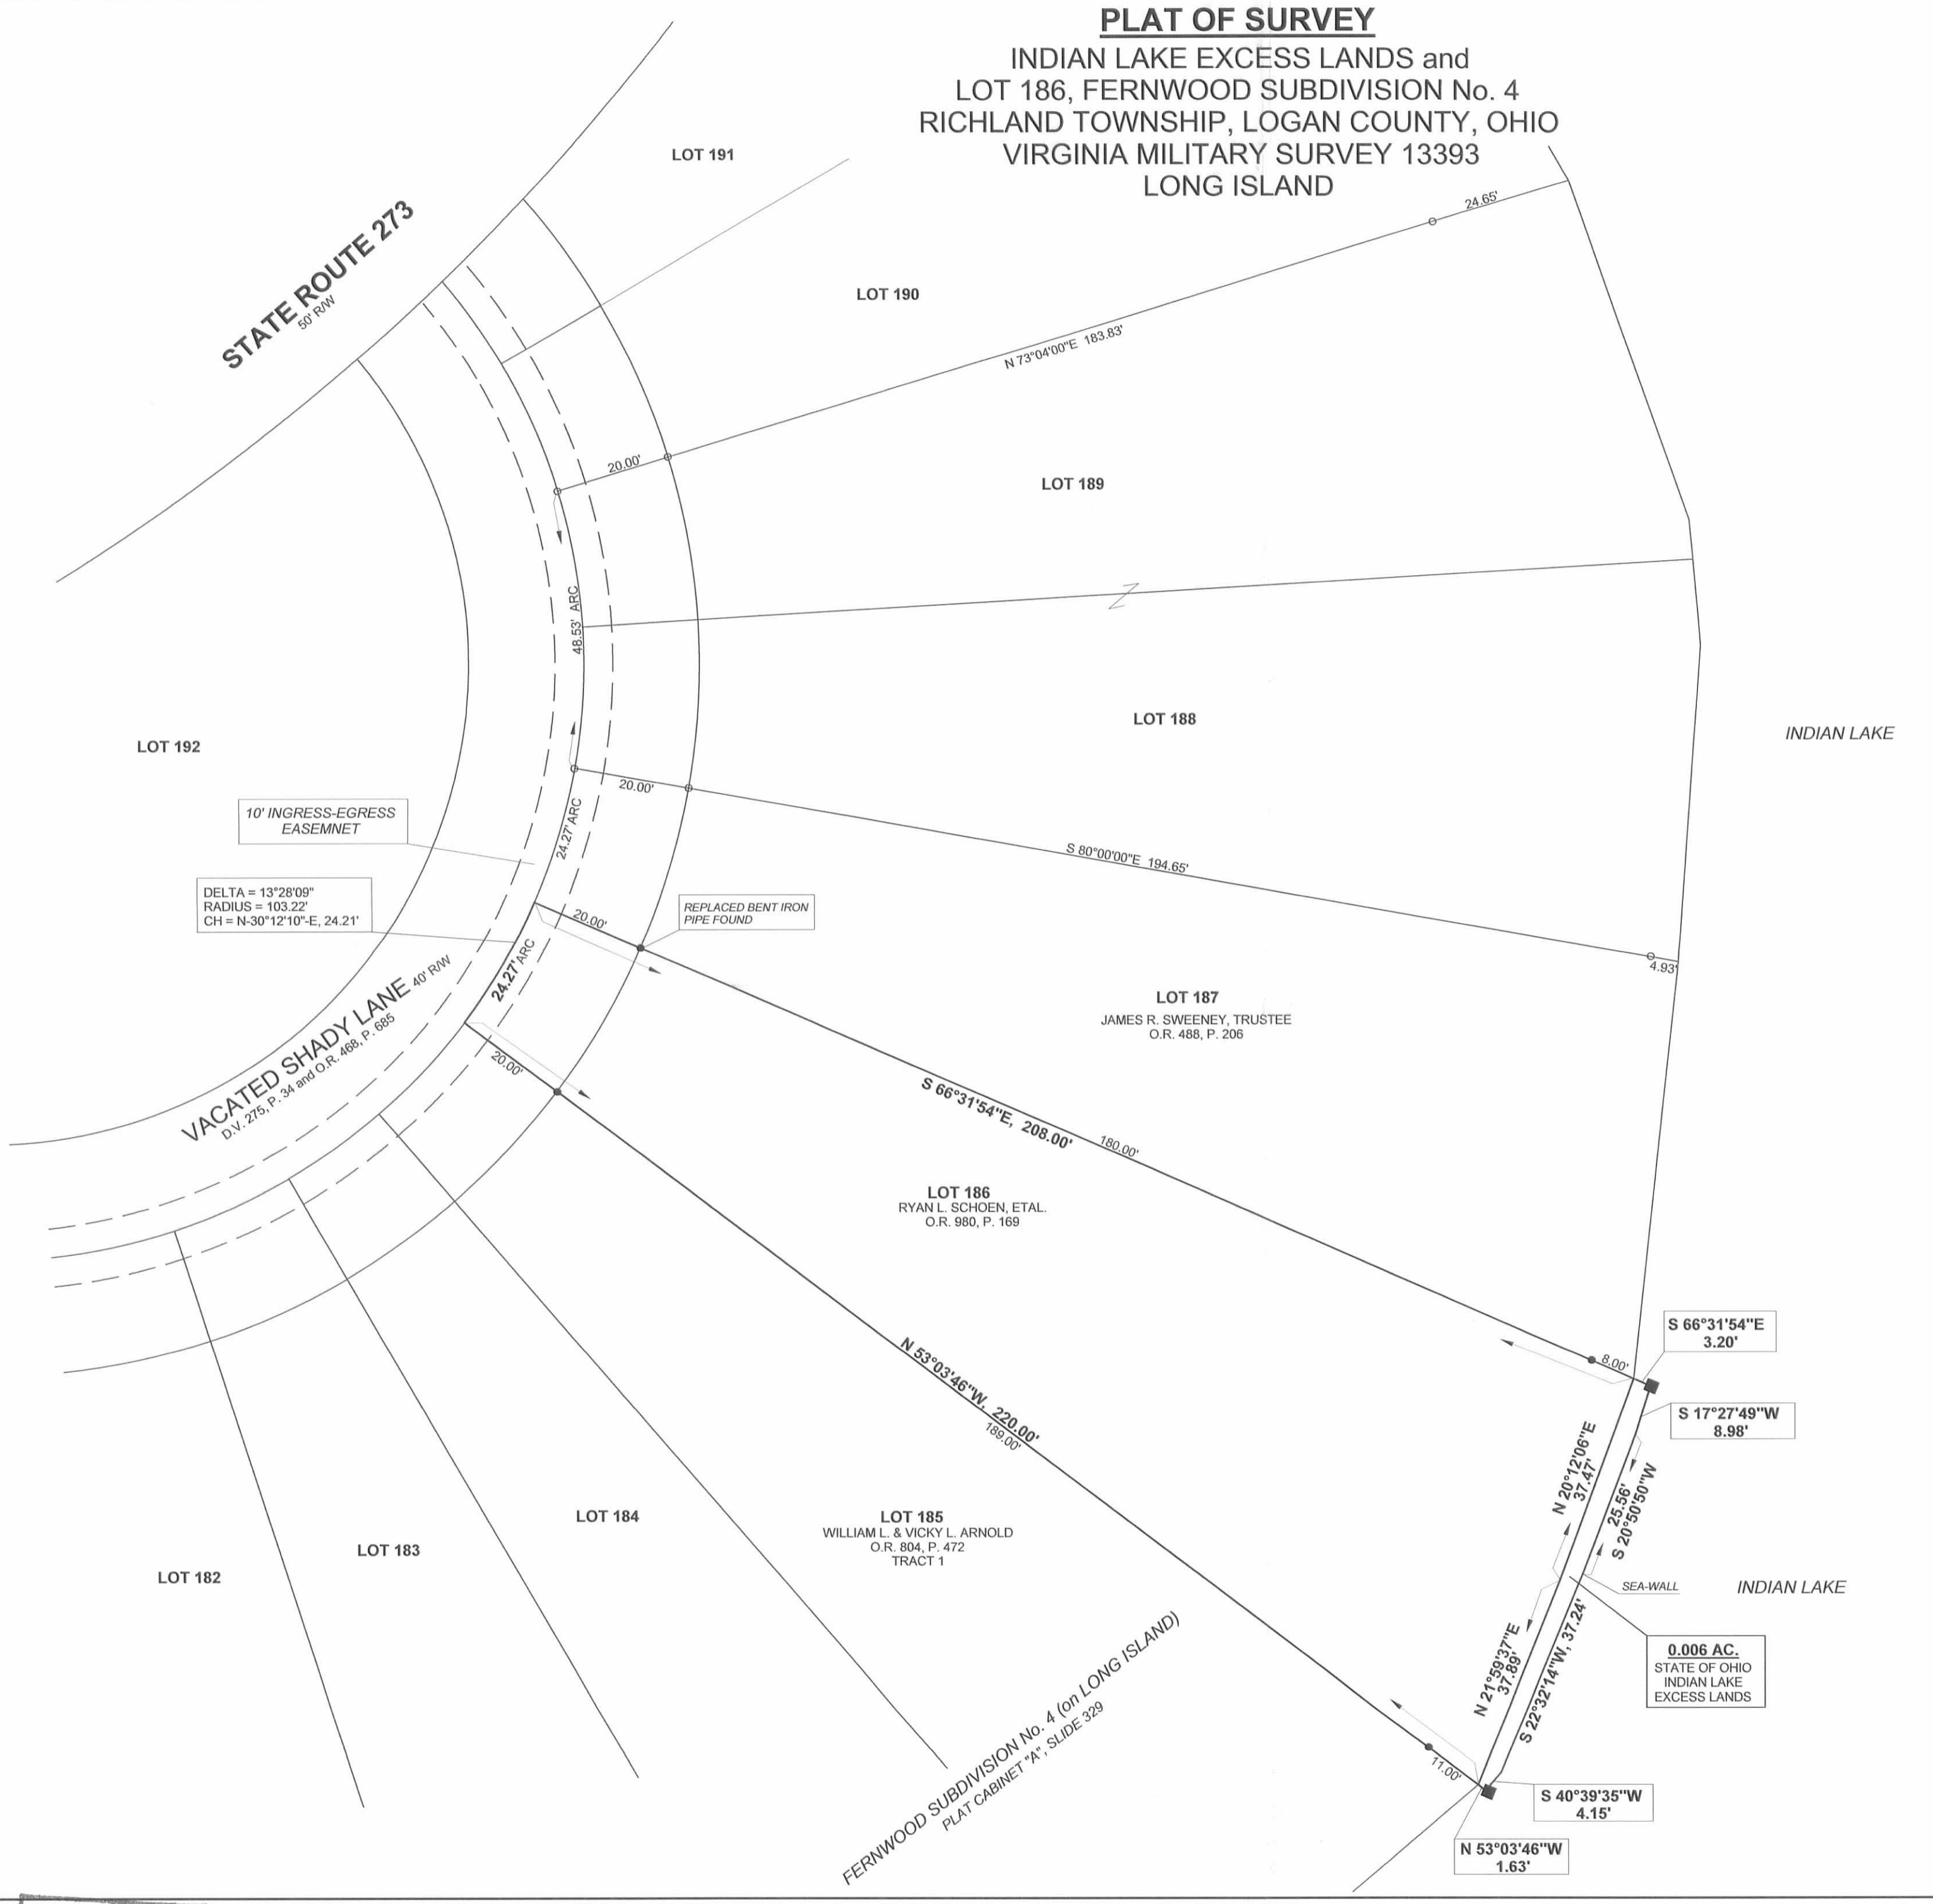 PLAT OF SURVEY
INDIAN LAKE EXCESS LANDS and
LOT 186, FERNWOOD SUBDIVISION No. 4
RICHLAND TOWNSHIP, LOGAN COUNTY, OHIO
VIRGINIA MILITARY SURVEY 13393
LONG ISLAND
LOT 191
STATE ROUTE 273
50' R/W
24.65'
LOT 190
N 73°04'00"E 183.83'
20.00'
LOT 189
48.53' ARC
LOT 188
INDIAN LAKE
LOT 192
20.00'
10' INGRESS-EGRESS
EASEMNET
24.27' ARC
S 80°00'00"E 194.65'
4.93'
DELTA = 13°28'09"
RADIUS = 103.22'
CH = N-30°12'10"-E, 24.21'
20.00'
REPLACED BENT IRON
PIPE FOUND
24.27' ARC
VACATED SHADY LANE 40' R/W
D.V. 275, P. 34 and O.R. 468, P. 685
LOT 187
JAMES R. SWEENEY, TRUSTEE
O.R. 488, P. 206
20.00'
S 66°31'54"E, 208.00'
180.00'
LOT 186
RYAN L. SCHOEN, ETAL.
O.R. 980, P. 169
N 53°03'46"W, 220.00'
189.00'
8.00'
S 66°31'54"E
3.20'
S 17°27'49"W
8.98'
N 20°12'06"E
37.47'
25.56'
S 20°50'50"W
SEA-WALL
INDIAN LAKE
LOT 182
LOT 183
LOT 184
LOT 185
WILLIAM L. & VICKY L. ARNOLD
O.R. 804, P. 472
TRACT 1
N 21°59'37"E
37.89'
S 22°32'14"W, 37.24'
0.006 AC.
STATE OF OHIO
INDIAN LAKE
EXCESS LANDS
FERNWOOD SUBDIVISION No. 4 (on LONG ISLAND)
PLAT CABINET "A", SLIDE 329
11.00'
S 40°39'35"W
4.15'
N 53°03'46"W
1.63'